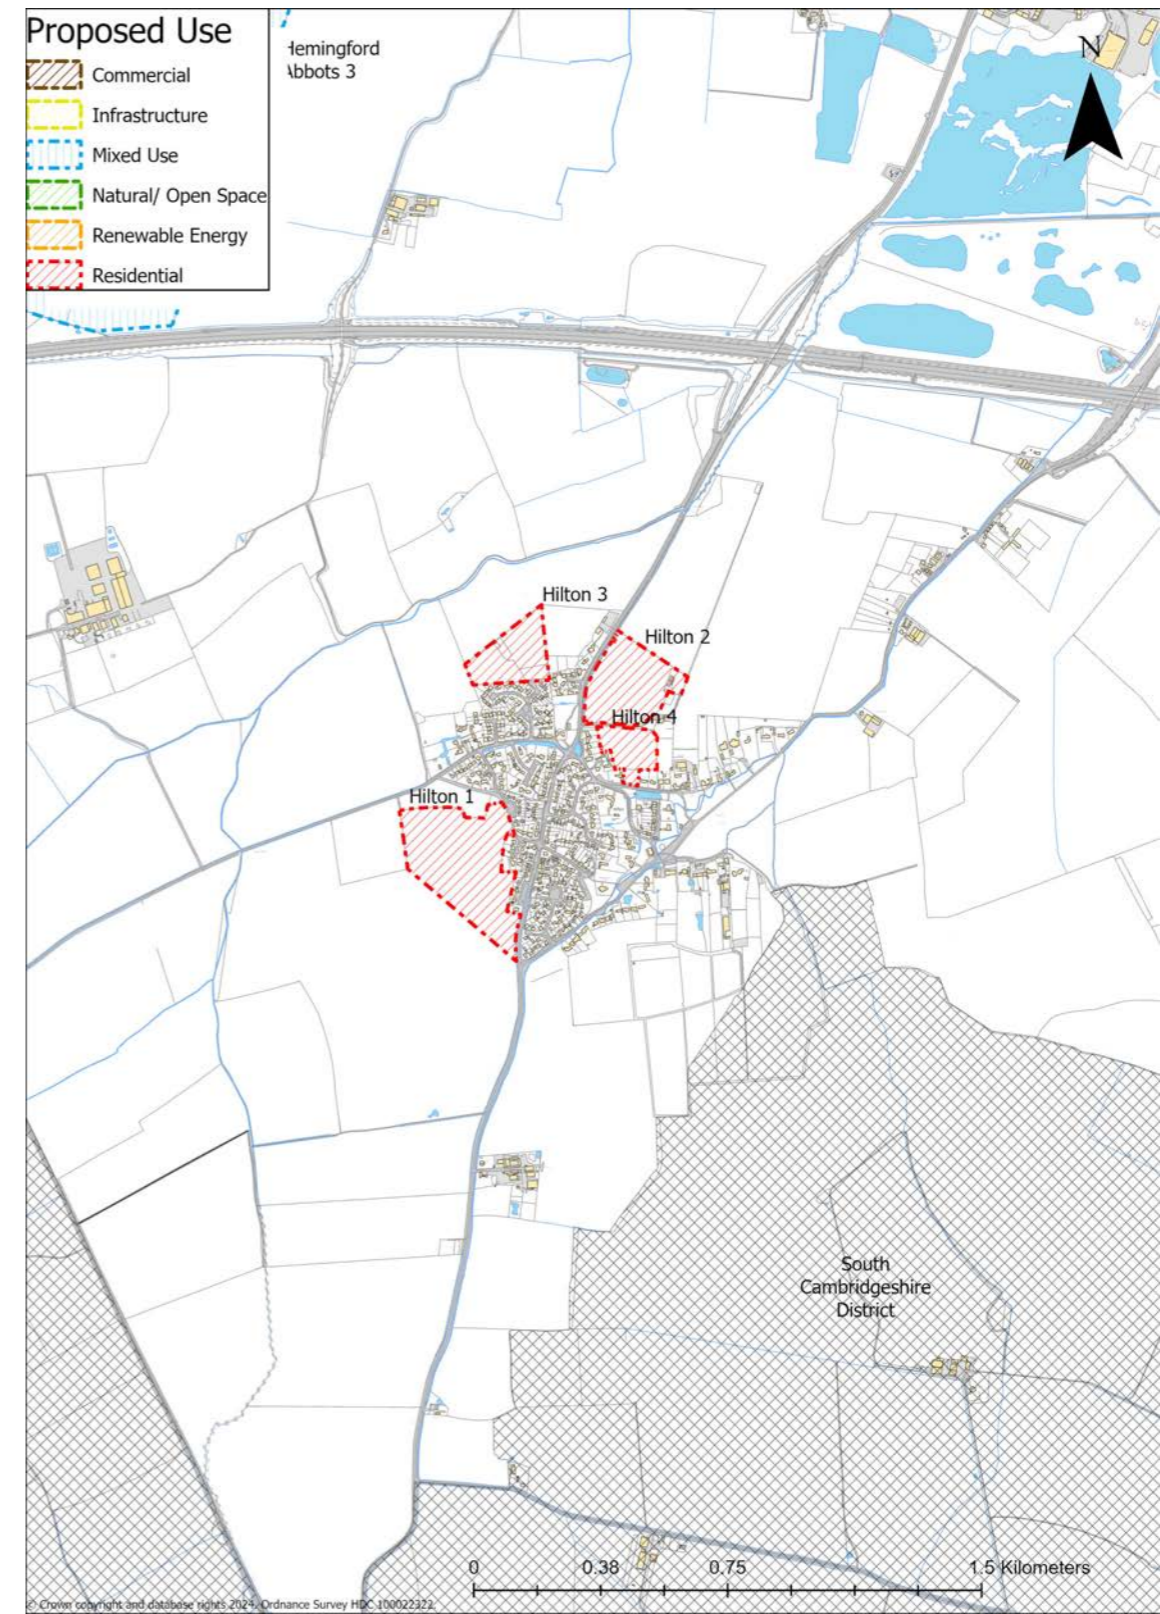 Proposed Use
Commercial
Infrastructure
Mixed Use
Natural/ Open Space
Renewable Energy
Residential
Hemingford
Abbots 3
N
Hilton 3
Hilton 2
Hilton 4
Hilton 1
South
Cambridgeshire
District
0 0.38 0.75 1.5 Kilometers
© Crown copyright and database rights 2024. Ordnance Survey HDC 100022322.